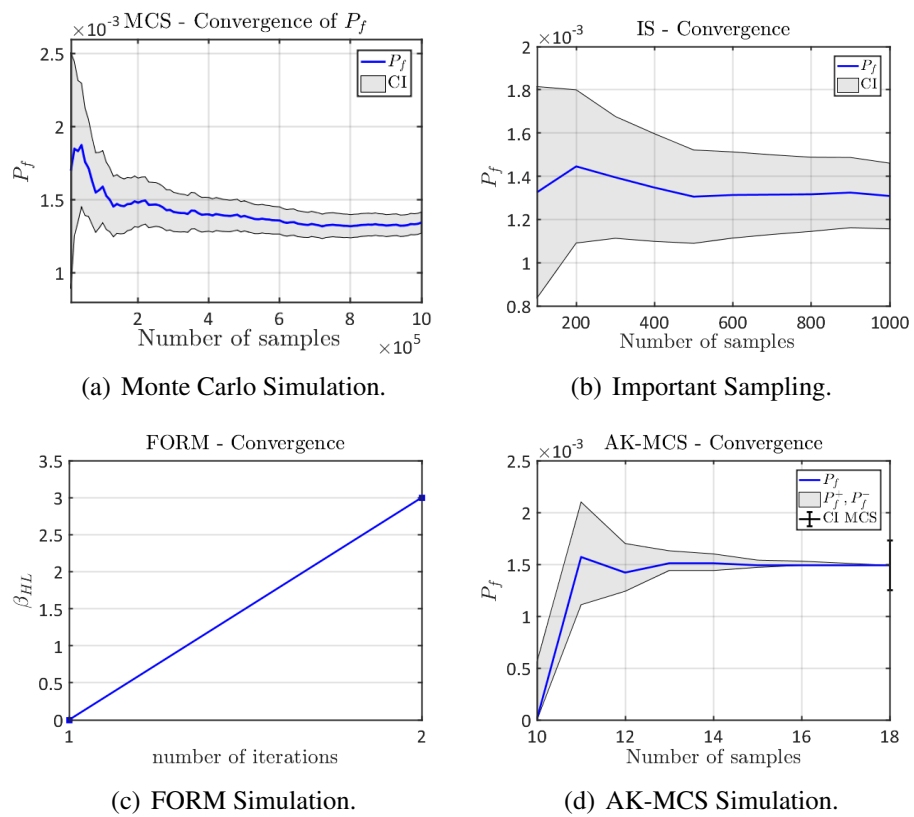 ×10⁻³ MCS - Convergence of P_f
2.5
2
1.5
1
P_f
P_f
CI
2 4 6 8 10
Number of samples
×10⁵
(a) Monte Carlo Simulation.
×10⁻³ IS - Convergence
2
1.8
1.6
1.4
1.2
1
0.8
P_f
P_f
CI
200 400 600 800 1000
Number of samples
(b) Important Sampling.
FORM - Convergence
3.5
3
2.5
2
1.5
1
0.5
0
β_HL
1 2
number of iterations
(c) FORM Simulation.
×10⁻³ AK-MCS - Convergence
2.5
2
1.5
1
0.5
0
P_f
P_f
P_f⁺, P_f⁻
CI MCS
10 12 14 16 18
Number of samples
(d) AK-MCS Simulation.